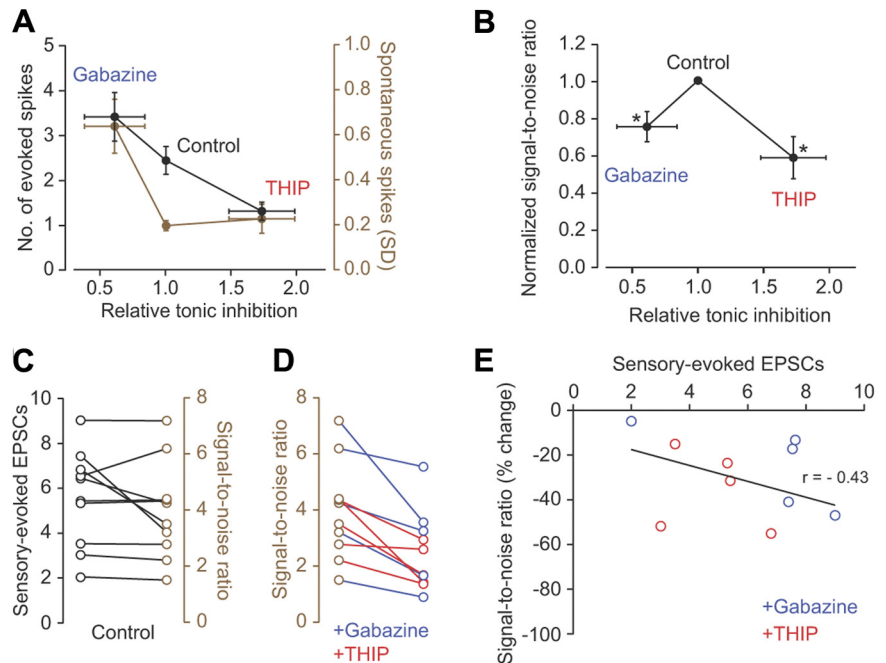 A
No. of evoked spikes
5
4
3
2
1
0
Gabazine
Control
THIP
1.0
0.8
0.6
0.4
0.2
0.0
Spontaneous spikes (SD)
0.5
1.0
1.5
2.0
Relative tonic inhibition
B
Normalized signal-to-noise ratio
1.2
1.0
0.8
0.6
0.4
0.2
0.0
Control
*
*
Gabazine
THIP
0.5
1.0
1.5
2.0
Relative tonic inhibition
C
Sensory-evoked EPSCs
10
8
6
4
2
0
8
6
4
2
0
Signal-to-noise ratio
Control
D
Signal-to-noise ratio
8
6
4
2
0
+Gabazine
+THIP
E
Sensory-evoked EPSCs
0
2
4
6
8
10
Signal-to-noise ratio (% change)
0
-20
-40
-60
-80
-100
r = - 0.43
+Gabazine
+THIP